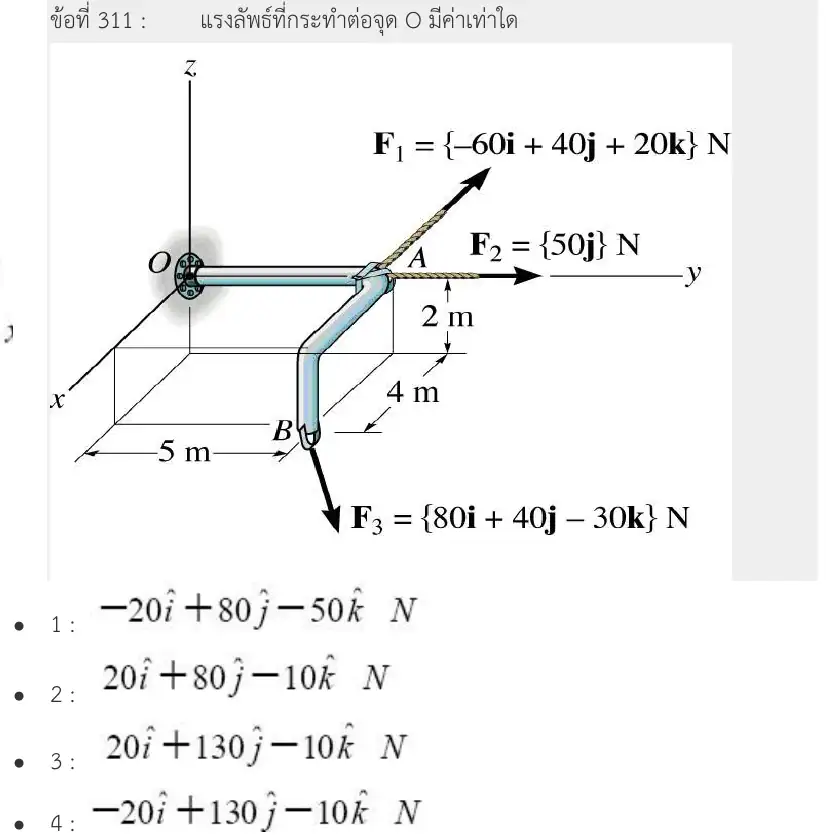 ข้อที่ 311 : แรงลัพธ์ที่กระทำต่อจุด O มีค่าเท่าใด
z
F₁ = {–60i + 40j + 20k} N
O
A
F₂ = {50j} N
y
2 m
x
4 m
B
5 m
F₃ = {80i + 40j – 30k} N
• 1 : −20î + 80ĵ − 50k̂ N
• 2 : 20î + 80ĵ − 10k̂ N
• 3 : 20î + 130ĵ − 10k̂ N
• 4 : −20î + 130ĵ − 10k̂ N